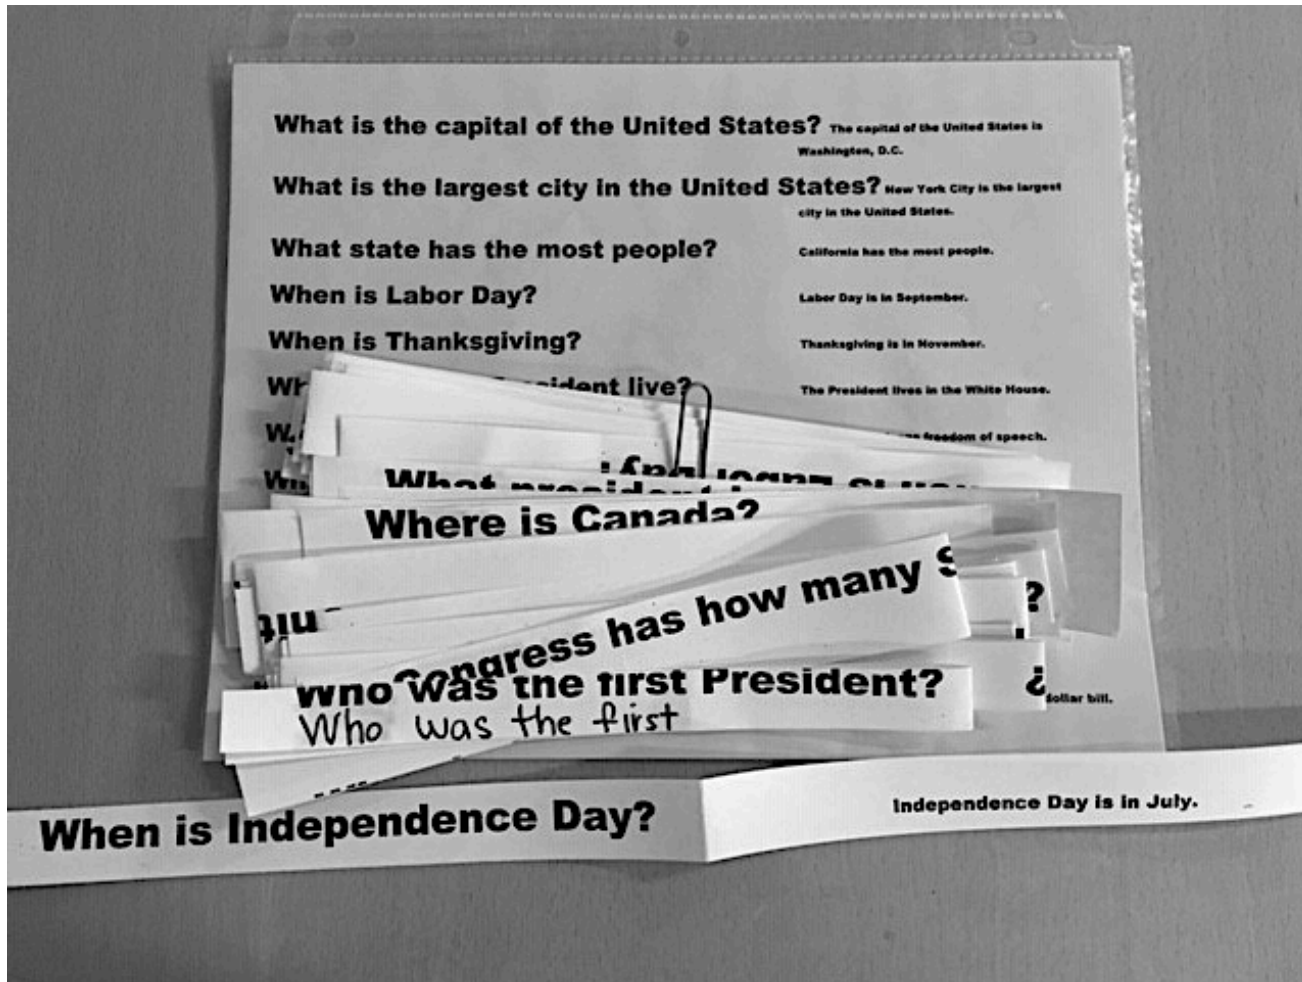 What is the capital of the United States? The capital of the United States is
Washington, D.C.
What is the largest city in the United States? New York City is the largest
city in the United States.
What state has the most people? California has the most people.
When is Labor Day? Labor Day is in September.
When is Thanksgiving? Thanksgiving is in November.
live? The President lives in the White House.
freedom of speech.
What president
Where is Canada?
Congress has how many
?
Who was the first President?
dollar bill.
Who was the first
When is Independence Day? Independence Day is in July.